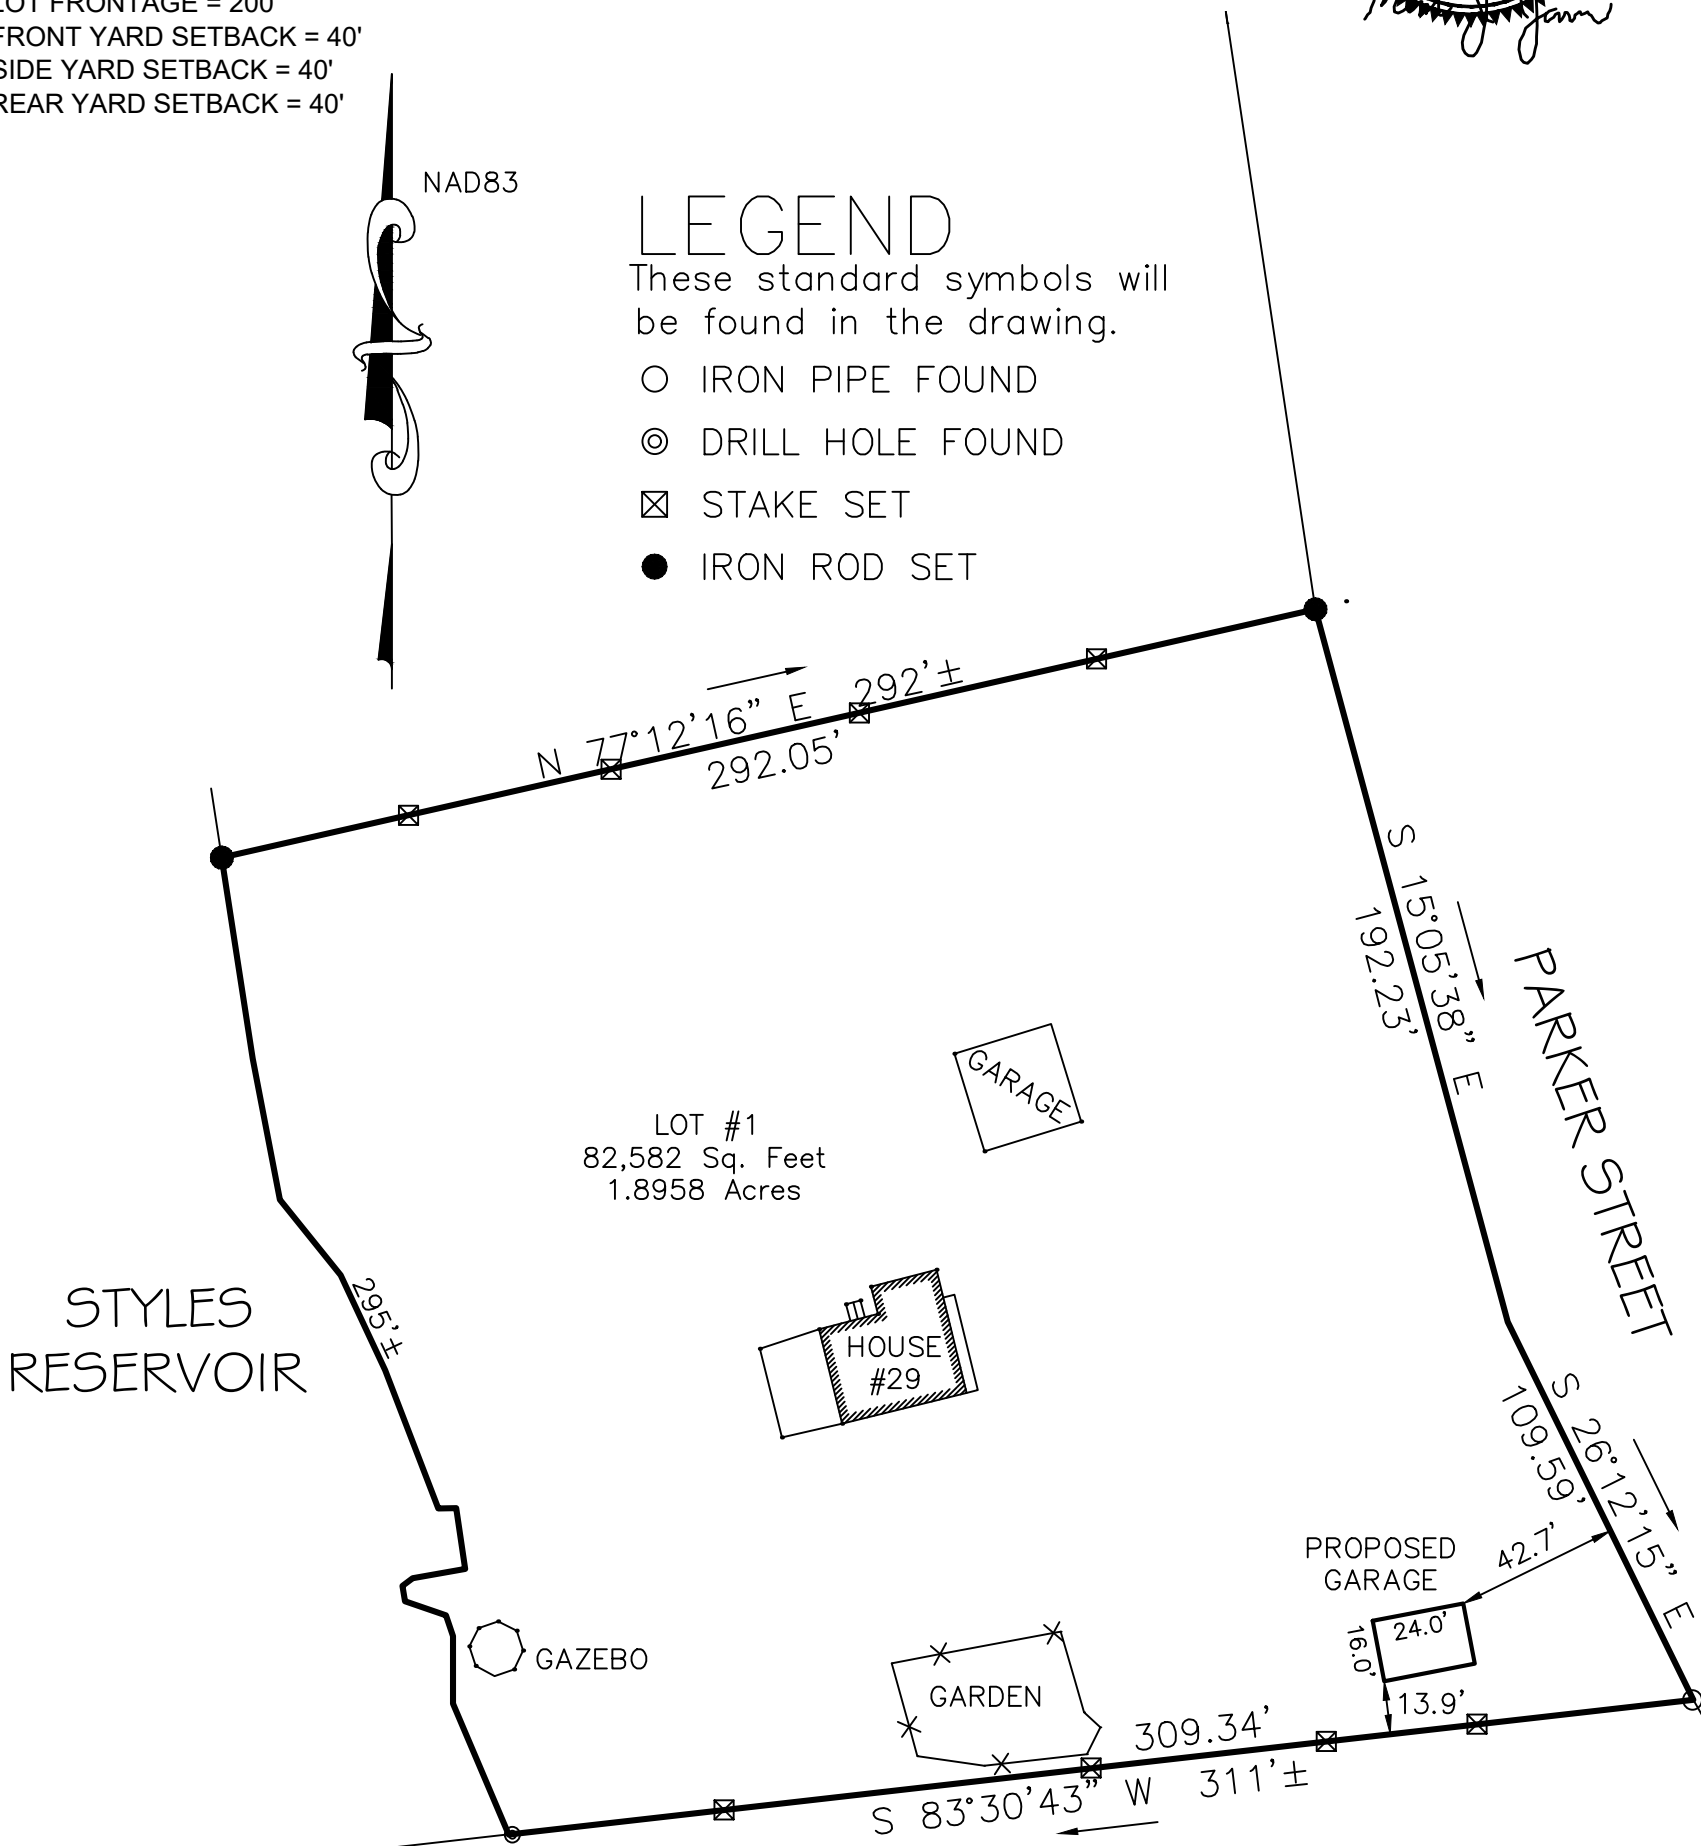 LOT FRONTAGE = 200'
FRONT YARD SETBACK = 40'
SIDE YARD SETBACK = 40'
REAR YARD SETBACK = 40'
NAD83
LEGEND
These standard symbols will
be found in the drawing.
IRON PIPE FOUND
DRILL HOLE FOUND
STAKE SET
IRON ROD SET
N 77°12'16" E 292'±
292.05'
S 15°05'38" E
192.23'
PARKER STREET
GARAGE
LOT #1
82,582 Sq. Feet
1.8958 Acres
STYLES
RESERVOIR
295'±
HOUSE
#29
S 26°12'15" E
109.59'
42.7'
PROPOSED
GARAGE
24.0'
16.0'
13.9'
GAZEBO
GARDEN
309.34'
S 83°30'43" W 311'±